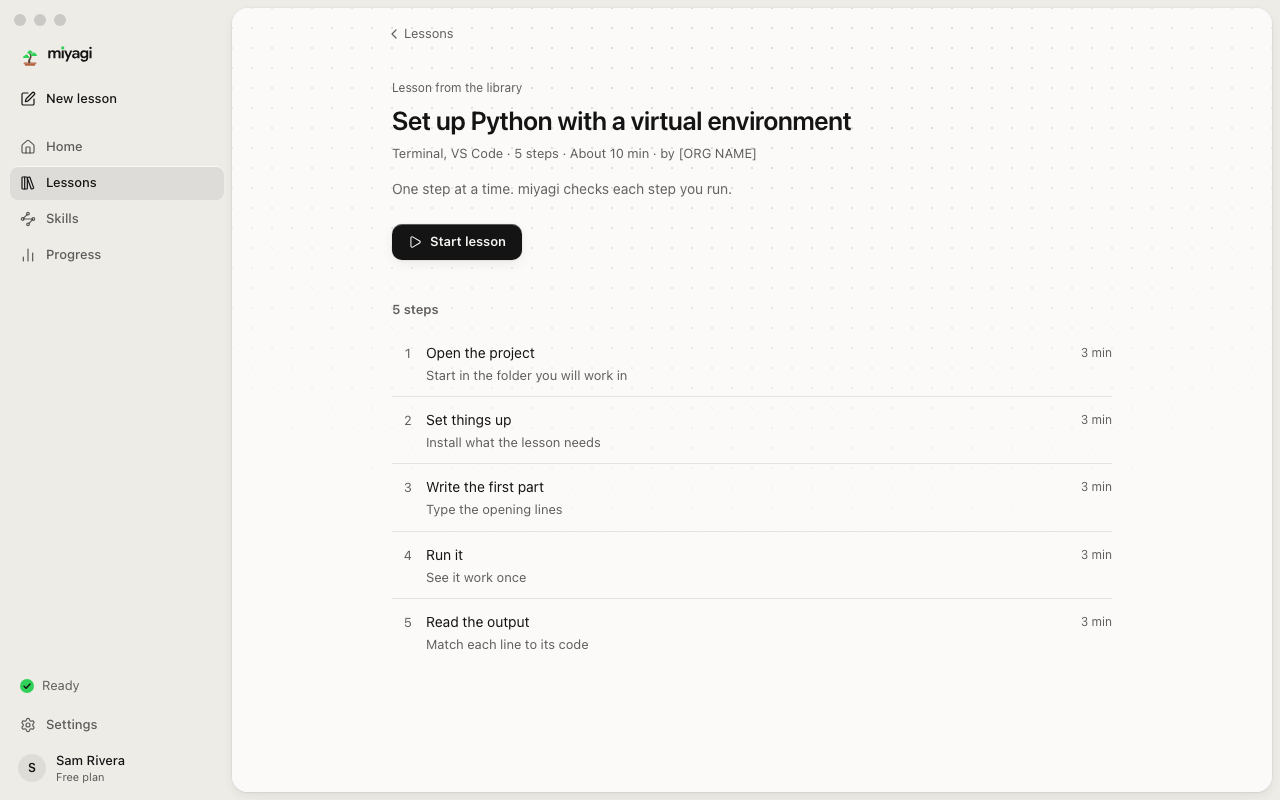 miyagi
New lesson
Home
Lessons
Skills
Progress
Ready
Settings
S
Sam Rivera
Free plan
Lessons
Lesson from the library
Set up Python with a virtual environment
Terminal, VS Code · 5 steps · About 10 min · by [ORG NAME]
One step at a time. miyagi checks each step you run.
Start lesson
5 steps
1 Open the project 3 min
Start in the folder you will work in
2 Set things up 3 min
Install what the lesson needs
3 Write the first part 3 min
Type the opening lines
4 Run it 3 min
See it work once
5 Read the output 3 min
Match each line to its code